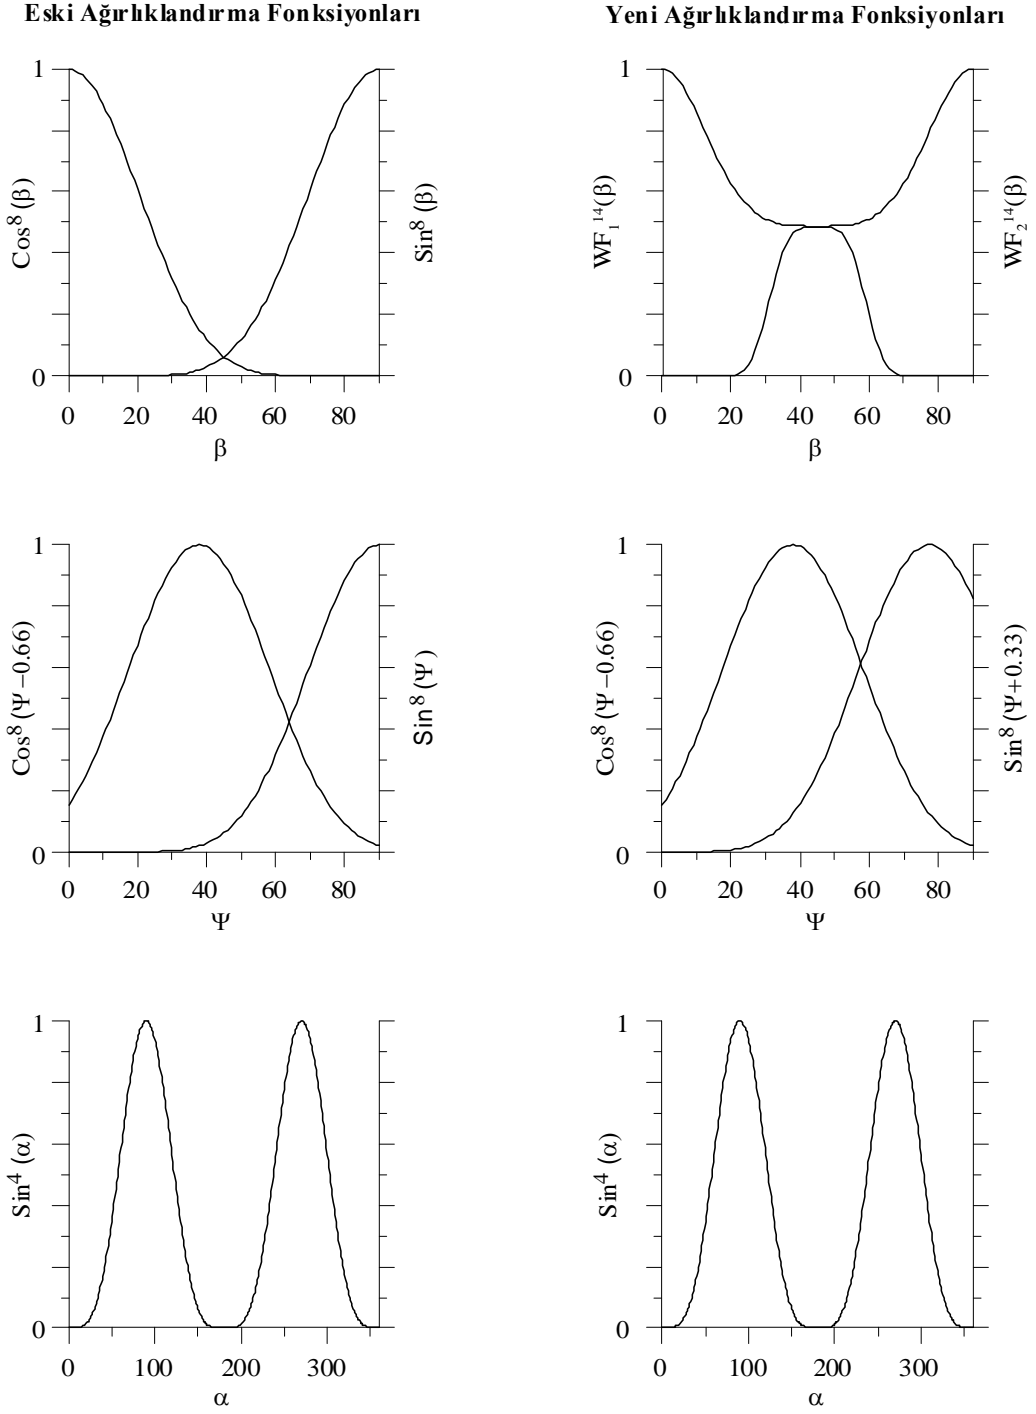 Eski Ağırlıklandırma Fonksiyonları
Yeni Ağırlıklandırma Fonksiyonları
1
0
Cos⁸(β)
Sin⁸(β)
0 20 40 60 80
β
1
0
WF₁¹⁴(β)
WF₂¹⁴(β)
0 20 40 60 80
β
1
0
Cos⁸(Ψ−0.66)
Sin⁸(Ψ)
0 20 40 60 80
Ψ
1
0
Cos⁸(Ψ−0.66)
Sin⁸(Ψ+0.33)
0 20 40 60 80
Ψ
1
0
Sin⁴(α)
0 100 200 300
α
1
0
Sin⁴(α)
0 100 200 300
α